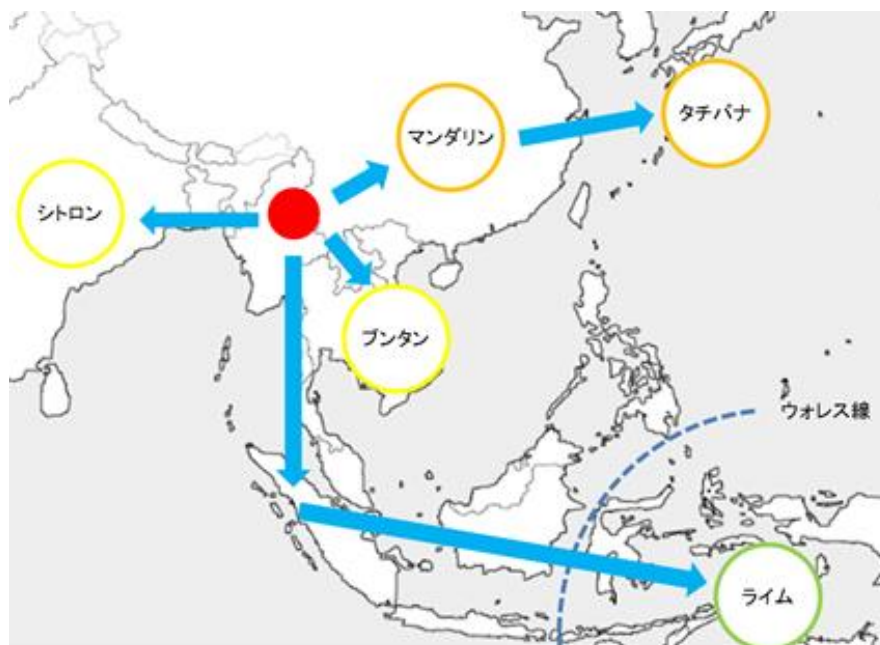 タチバナ
マンダリン
シトロン
ブンタン
ウォレス線
ライム